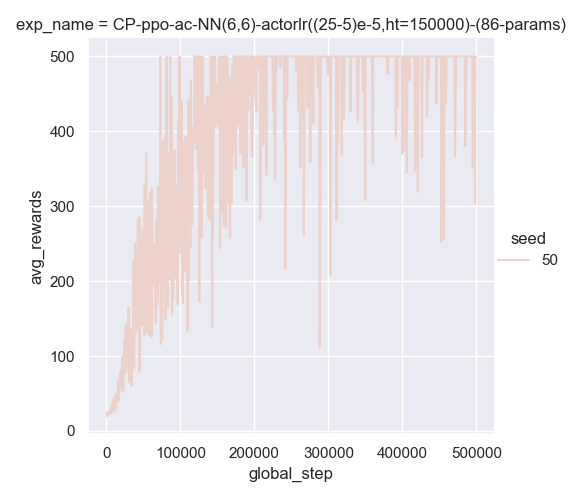 exp_name = CP-ppo-ac-NN(6,6)-actorlr((25-5)e-5,ht=150000)-(86-params)
500
400
300
200
100
0
avg_rewards
0 100000 200000 300000 400000 500000
global_step
seed
50